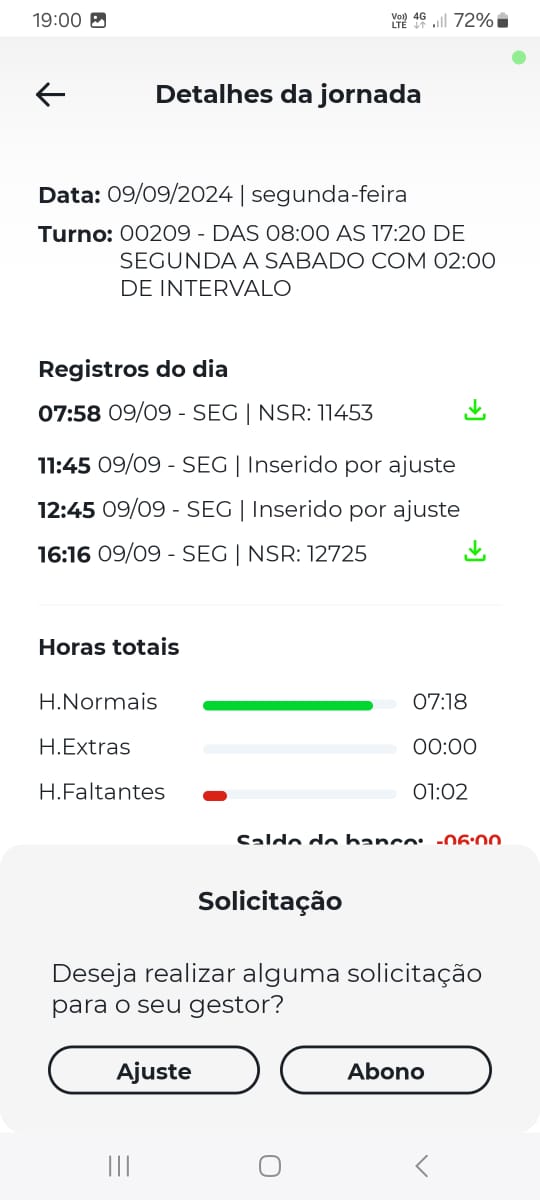 19:00 Vo)) LTE 4G 72%
Detalhes da jornada
Data: 09/09/2024 | segunda-feira
Turno: 00209 - DAS 08:00 AS 17:20 DE
SEGUNDA A SABADO COM 02:00
DE INTERVALO
Registros do dia
07:58 09/09 - SEG | NSR: 11453
11:45 09/09 - SEG | Inserido por ajuste
12:45 09/09 - SEG | Inserido por ajuste
16:16 09/09 - SEG | NSR: 12725
Horas totais
H.Normais 07:18
H.Extras 00:00
H.Faltantes 01:02
Saldo do banco: -06:00
Solicitação
Deseja realizar alguma solicitação
para o seu gestor?
Ajuste Abono